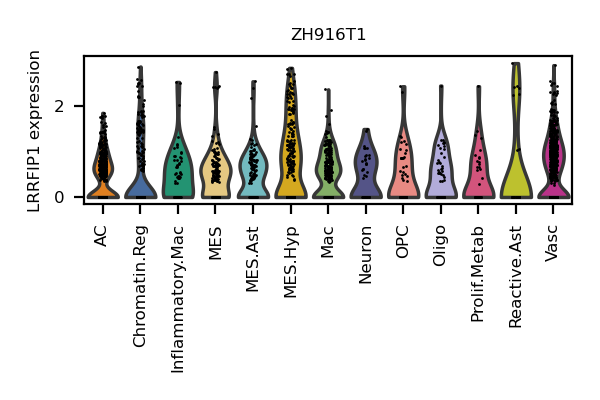 ZH916T1
LRRFIP1 expression
2
0
AC
Chromatin.Reg
Inflammatory.Mac
MES
MES.Ast
MES.Hyp
Mac
Neuron
OPC
Oligo
Prolif.Metab
Reactive.Ast
Vasc